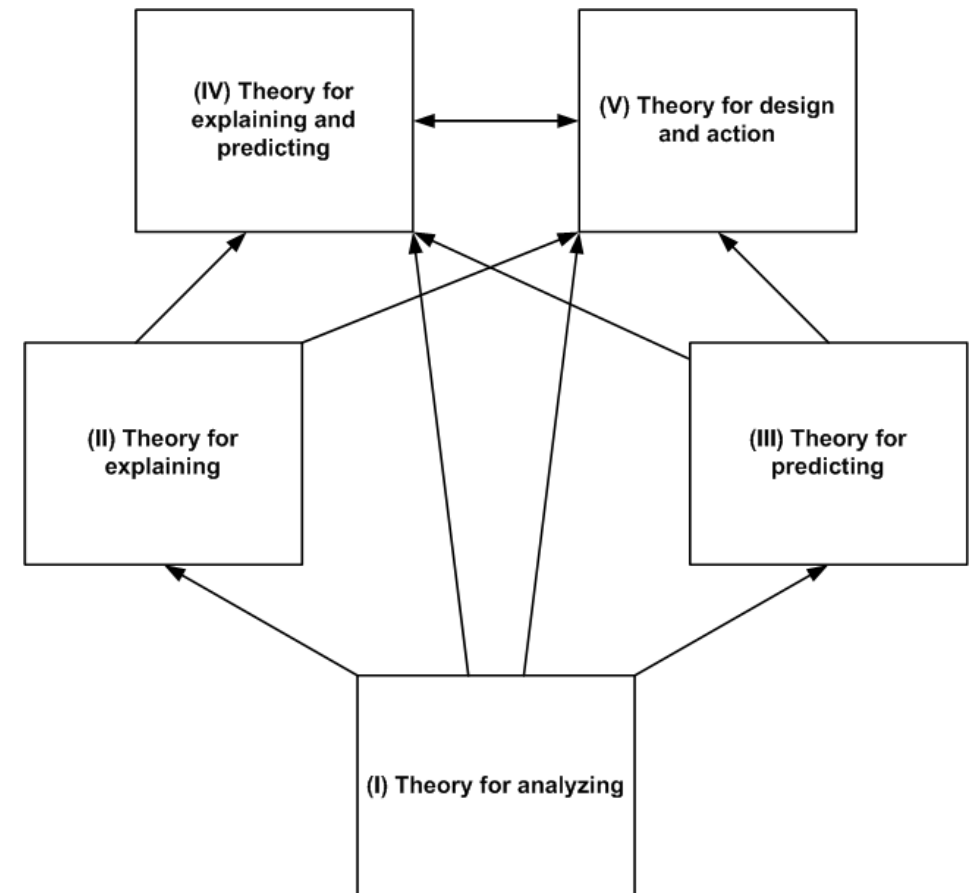 (IV) Theory for
explaining and
predicting
(V) Theory for design
and action
(II) Theory for
explaining
(III) Theory for
predicting
(I) Theory for analyzing